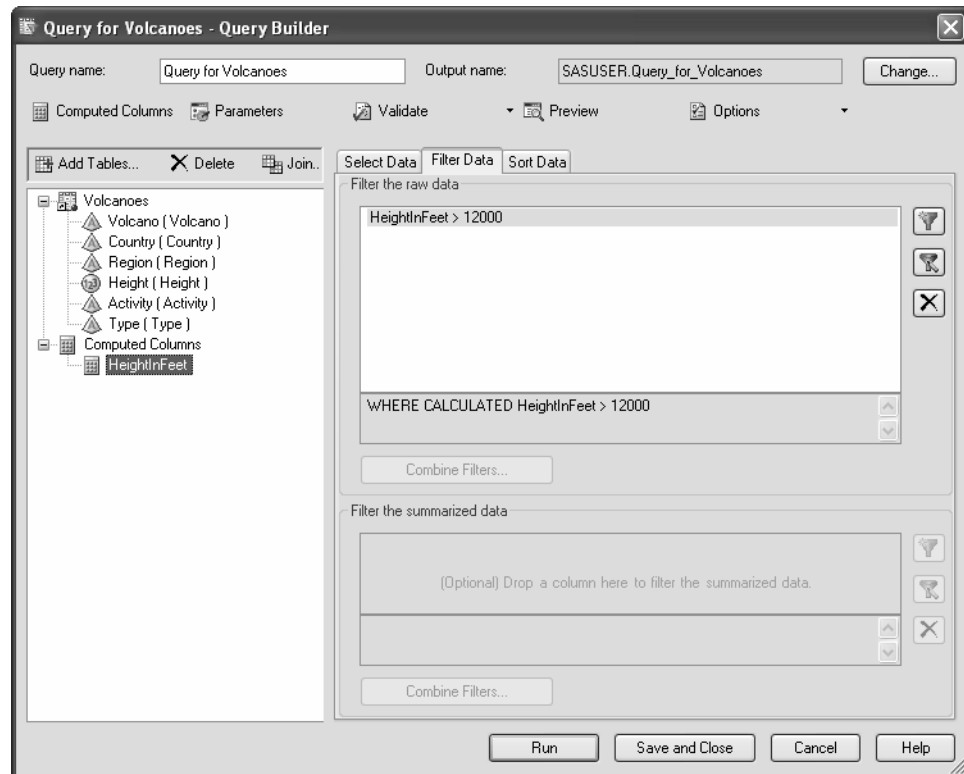 Query for Volcanoes - Query Builder
Query name: Query for Volcanoes Output name: SASUSER.Query_for_Volcanoes Change...
Computed Columns Parameters Validate Preview Options
Add Tables... Delete Join..
Volcanoes
Volcano ( Volcano )
Country ( Country )
Region ( Region )
123 Height ( Height )
Activity ( Activity )
Type ( Type )
Computed Columns
HeightInFeet
Select Data Filter Data Sort Data
Filter the raw data
HeightInFeet > 12000
WHERE CALCULATED HeightInFeet > 12000
Combine Filters...
Filter the summarized data
(Optional) Drop a column here to filter the summarized data.
Combine Filters...
Run Save and Close Cancel Help